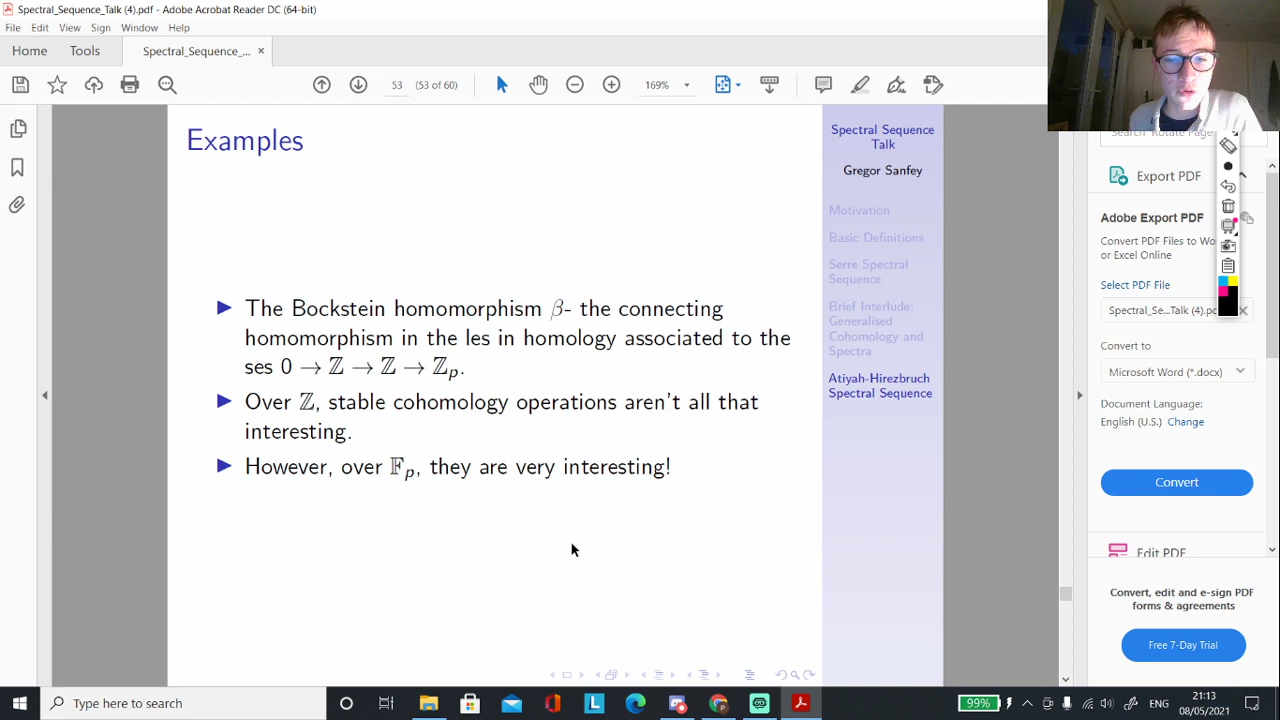 Spectral_Sequence_Talk (4).pdf - Adobe Acrobat Reader DC (64-bit)
File Edit View Sign Window Help
Home Tools Spectral_Sequence_... ×
53 (53 of 60) 169%
Examples
▶ The Bockstein homomorphism β- the connecting
homomorphism in the les in homology associated to the
ses 0 → ℤ → ℤ → ℤₚ.
▶ Over ℤ, stable cohomology operations aren't all that
interesting.
▶ However, over 𝔽ₚ, they are very interesting!
Spectral Sequence
Talk
Gregor Sanfey
Motivation
Basic Definitions
Serre Spectral
Sequence
Brief Interlude:
Generalised
Cohomology and
Spectra
Atiyah-Hirezbruch
Spectral Sequence
Search 'Rotate Page'
Export PDF
Adobe Export PDF
Convert PDF Files to Wo
or Excel Online
Select PDF File
Spectral_Se...Talk (4).pd ×
Convert to
Microsoft Word (*.docx)
Document Language:
English (U.S.) Change
Convert
Edit PDF
Convert, edit and e-sign PDF
forms & agreements
Free 7-Day Trial
Type here to search
99%
ENG
21:13
08/05/2021